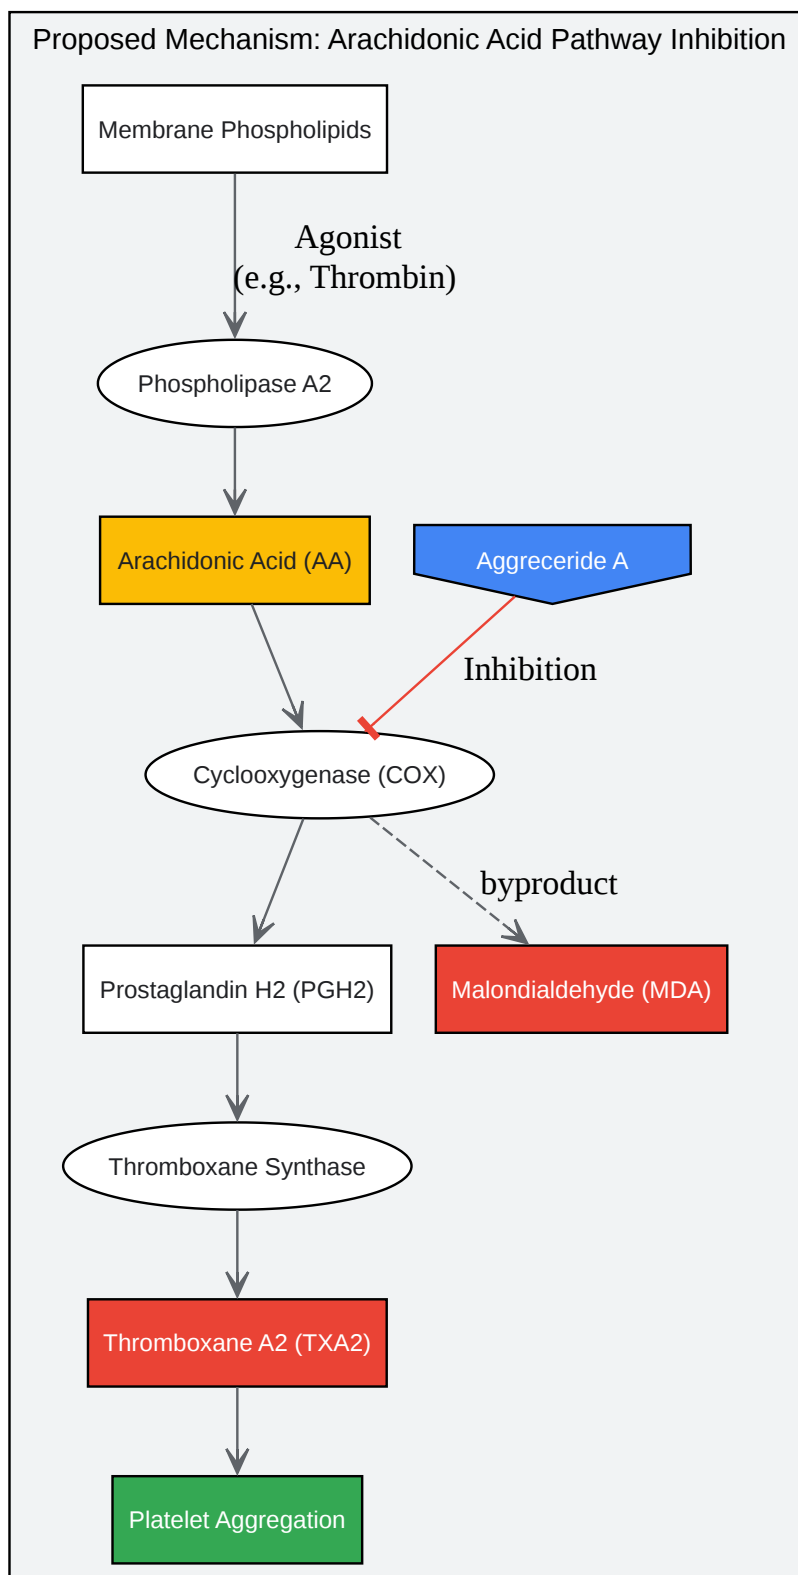 Proposed Mechanism: Arachidonic Acid Pathway Inhibition
Membrane Phospholipids
Agonist
(e.g., Thrombin)
Phospholipase A2
Arachidonic Acid (AA)
Aggreceride A
Inhibition
Cyclooxygenase (COX)
byproduct
Prostaglandin H2 (PGH2)
Malondialdehyde (MDA)
Thromboxane Synthase
Thromboxane A2 (TXA2)
Platelet Aggregation